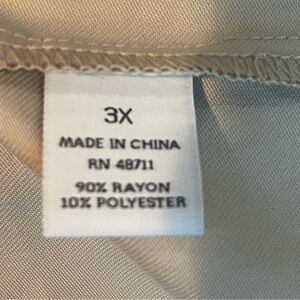 3X
MADE IN CHINA
RN 48711
90% RAYON
10% POLYESTER